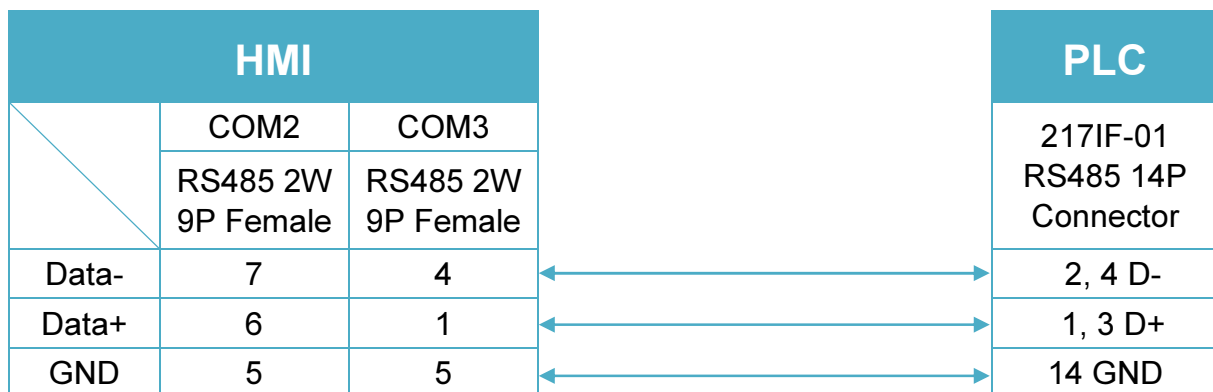 HMI
PLC
COM2 COM3
RS485 2W
9P Female
RS485 2W
9P Female
217IF-01
RS485 14P
Connector
Data- 7 4 2, 4 D-
Data+ 6 1 1, 3 D+
GND 5 5 14 GND